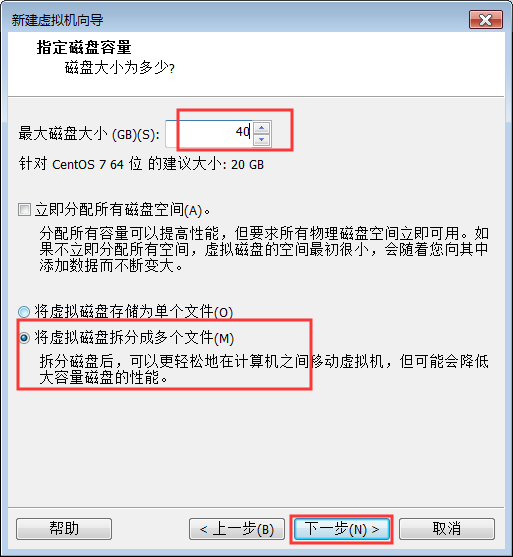 新建虚拟机向导
指定磁盘容量
磁盘大小为多少?
最大磁盘大小 (GB)(S): 40
针对 CentOS 7 64 位 的建议大小: 20 GB
立即分配所有磁盘空间(A)。
分配所有容量可以提高性能，但要求所有物理磁盘空间立即可用。如
果不立即分配所有空间，虚拟磁盘的空间最初很小，会随着您向其中
添加数据而不断变大。
将虚拟磁盘存储为单个文件(O)
将虚拟磁盘拆分成多个文件(M)
拆分磁盘后，可以更轻松地在计算机之间移动虚拟机，但可能会降低
大容量磁盘的性能。
帮助 < 上一步(B) 下一步(N) > 取消